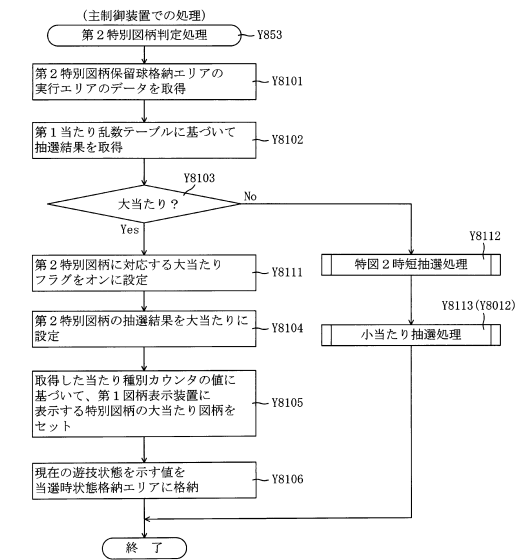 (主制御装置での処理)
第2特別図柄判定処理
Y853
第2特別図柄保留球格納エリアの
実行エリアのデータを取得
Y8101
第1当たり乱数テーブルに基づいて
抽選結果を取得
Y8102
Y8103
大当たり?
No
Yes
Y8112
第2特別図柄に対応する大当たり
フラグをオンに設定
Y8111
特図2時短抽選処理
Y8113(Y8012)
第2特別図柄の抽選結果を大当たりに
設定
Y8104
小当たり抽選処理
取得した当たり種別カウンタの値に
基づいて、第1図柄表示装置に
表示する特別図柄の大当たり図柄を
セット
Y8105
現在の遊技状態を示す値を
当選時状態格納エリアに格納
Y8106
終 了